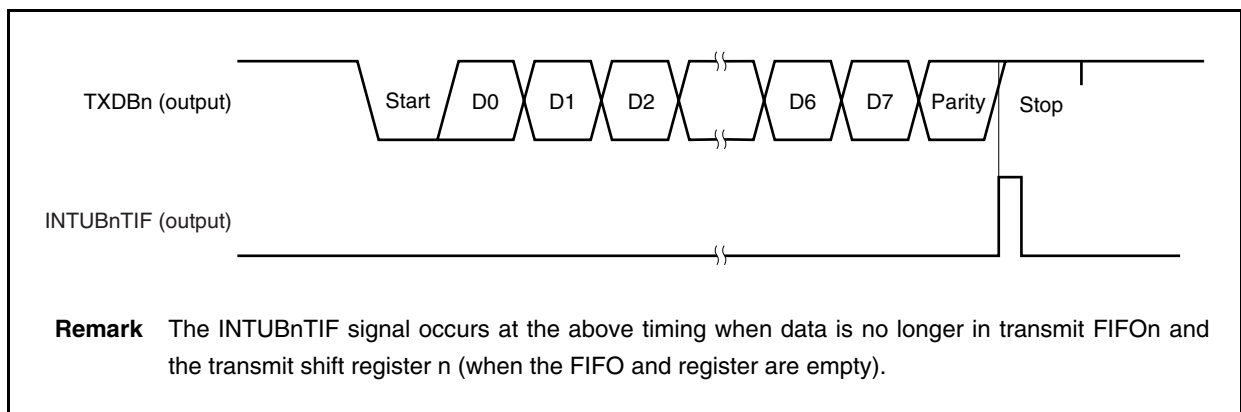 TXDBn (output) Start D0 D1 D2 D6 D7 Parity Stop
INTUBnTIF (output)
Remark The INTUBnTIF signal occurs at the above timing when data is no longer in transmit FIFOn and
the transmit shift register n (when the FIFO and register are empty).